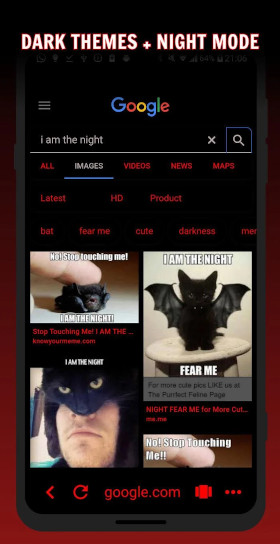 DARK THEMES + NIGHT MODE
64% 21:06
Google
i am the night
ALL IMAGES VIDEOS NEWS MAPS
Latest HD Product
bat fear me cute darkness mer
No! Stop touching me!
I AM THE NIGHT!
Stop Touching Me! I AM THE ...
knowyourmeme.com
I AM THE NIGHT
FEAR ME
For more cute pics LIKE us at
The Purrfect Feline Page
NIGHT FEAR ME for More Cut...
me.me
I AM THE NIGHT
No! Stop Touching
Me!!
google.com